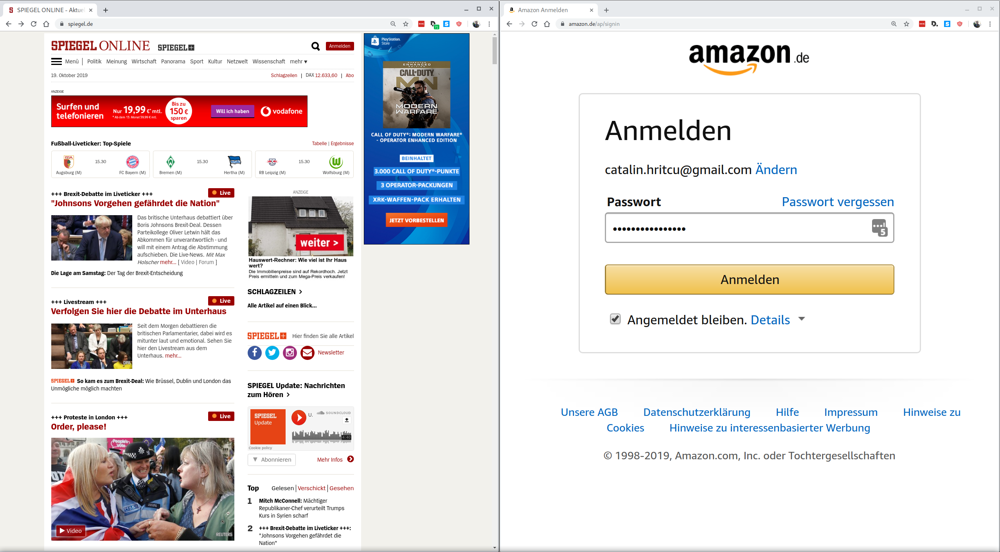 SPIEGEL ONLINE - Aktuel
spiegel.de
71
SPIEGEL ONLINE SPIEGEL+
Anmelden
Menü | Politik Meinung Wirtschaft Panorama Sport Kultur Netzwelt Wissenschaft mehr ▾
19. Oktober 2019
Schlagzeilen | DAX 12.633,60 | Abo
ANZEIGE
Surfen und
telefonieren
Nur 19,99 €* mtl.
* Ab dem 13. Monat 39,99 € mtl.
Bis zu
150 €
sparen
Will ich haben
vodafone
Fußball-Liveticker: Top-Spiele
Tabelle | Ergebnisse
15.30
Augsburg (M) FC Bayern (M)
15.30
Bremen (M) Hertha (M)
15.30
RB Leipzig (M) Wolfsburg (M)
+++ Brexit-Debatte im Liveticker +++
Live
"Johnsons Vorgehen gefährdet die Nation"
Das britische Unterhaus debattiert über
Boris Johnsons Brexit-Deal. Dessen
Parteikollege Oliver Letwin hält das
Abkommen für unverantwortlich - und
will mit einem Antrag die Abstimmung
aufschieben. Die Live-News. Mit Max
Holscher mehr... [ Video | Forum ]
Die Lage am Samstag: Der Tag der Brexit-Entscheidung
+++ Livestream +++
Live
Verfolgen Sie hier die Debatte im Unterhaus
Seit dem Morgen debattieren die
britischen Parlamentarier, dabei wird es
mitunter laut und emotional. Sehen Sie
hier den Livestream aus dem
Unterhaus. mehr...
DPA
SPIEGEL+ So kam es zum Brexit-Deal: Wie Brüssel, Dublin und London das
Unmögliche möglich machten
+++ Proteste in London +++
Live
Order, please!
People's
Vote
POLICE
Video
REUTERS
ANZEIGE
weiter >
Hauswert-Rechner: Wie viel ist Ihr Haus
wert?
Die Immobilienpreise sind auf Rekordhoch. Jetzt
Preis ermitteln und zum Mega-Preis verkaufen!
SCHLAGZEILEN >
Alle Artikel auf einen Blick...
SPIEGEL+ Hier finden Sie alle Artikel
Newsletter
SPIEGEL Update: Nachrichten
zum Hören >
SPIEGEL
Update
U.
SOUNDCLOUD
4:40
Cookie policy
Abonnieren
Mehr Infos
Top Gelesen | Verschickt | Gesehen
1 Mitch McConnell: Mächtiger
Republikaner-Chef verurteilt Trumps
Kurs in Syrien scharf
2 +++ Brexit-Debatte im Liveticker +++:
"Johnsons Vorgehen gefährdet die
Nation"
PlayStation.
Store
OPERATOR
ENHANCED
EDITION
CALL OF DUTY
MW
MODERN
WARFARE
CALL OF DUTY®: MODERN WARFARE®
- OPERATOR ENHANCED EDITION
BEINHALTET
3.000 CALL OF DUTY®-PUNKTE
3 OPERATOR-PACKUNGEN
XRK-WAFFEN-PACK ERHALTEN
JETZT VORBESTELLEN
Amazon Anmelden
amazon.de/ap/signin
amazon.de
Anmelden
catalin.hritcu@gmail.com Ändern
Passwort
Passwort vergessen
5
Anmelden
Angemeldet bleiben. Details
Unsere AGB Datenschutzerklärung Hilfe Impressum Hinweise zu
Cookies Hinweise zu interessenbasierter Werbung
© 1998-2019, Amazon.com, Inc. oder Tochtergesellschaften